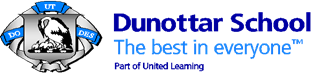 UT
DO DES
Dunottar School
The best in everyone™
Part of United Learning